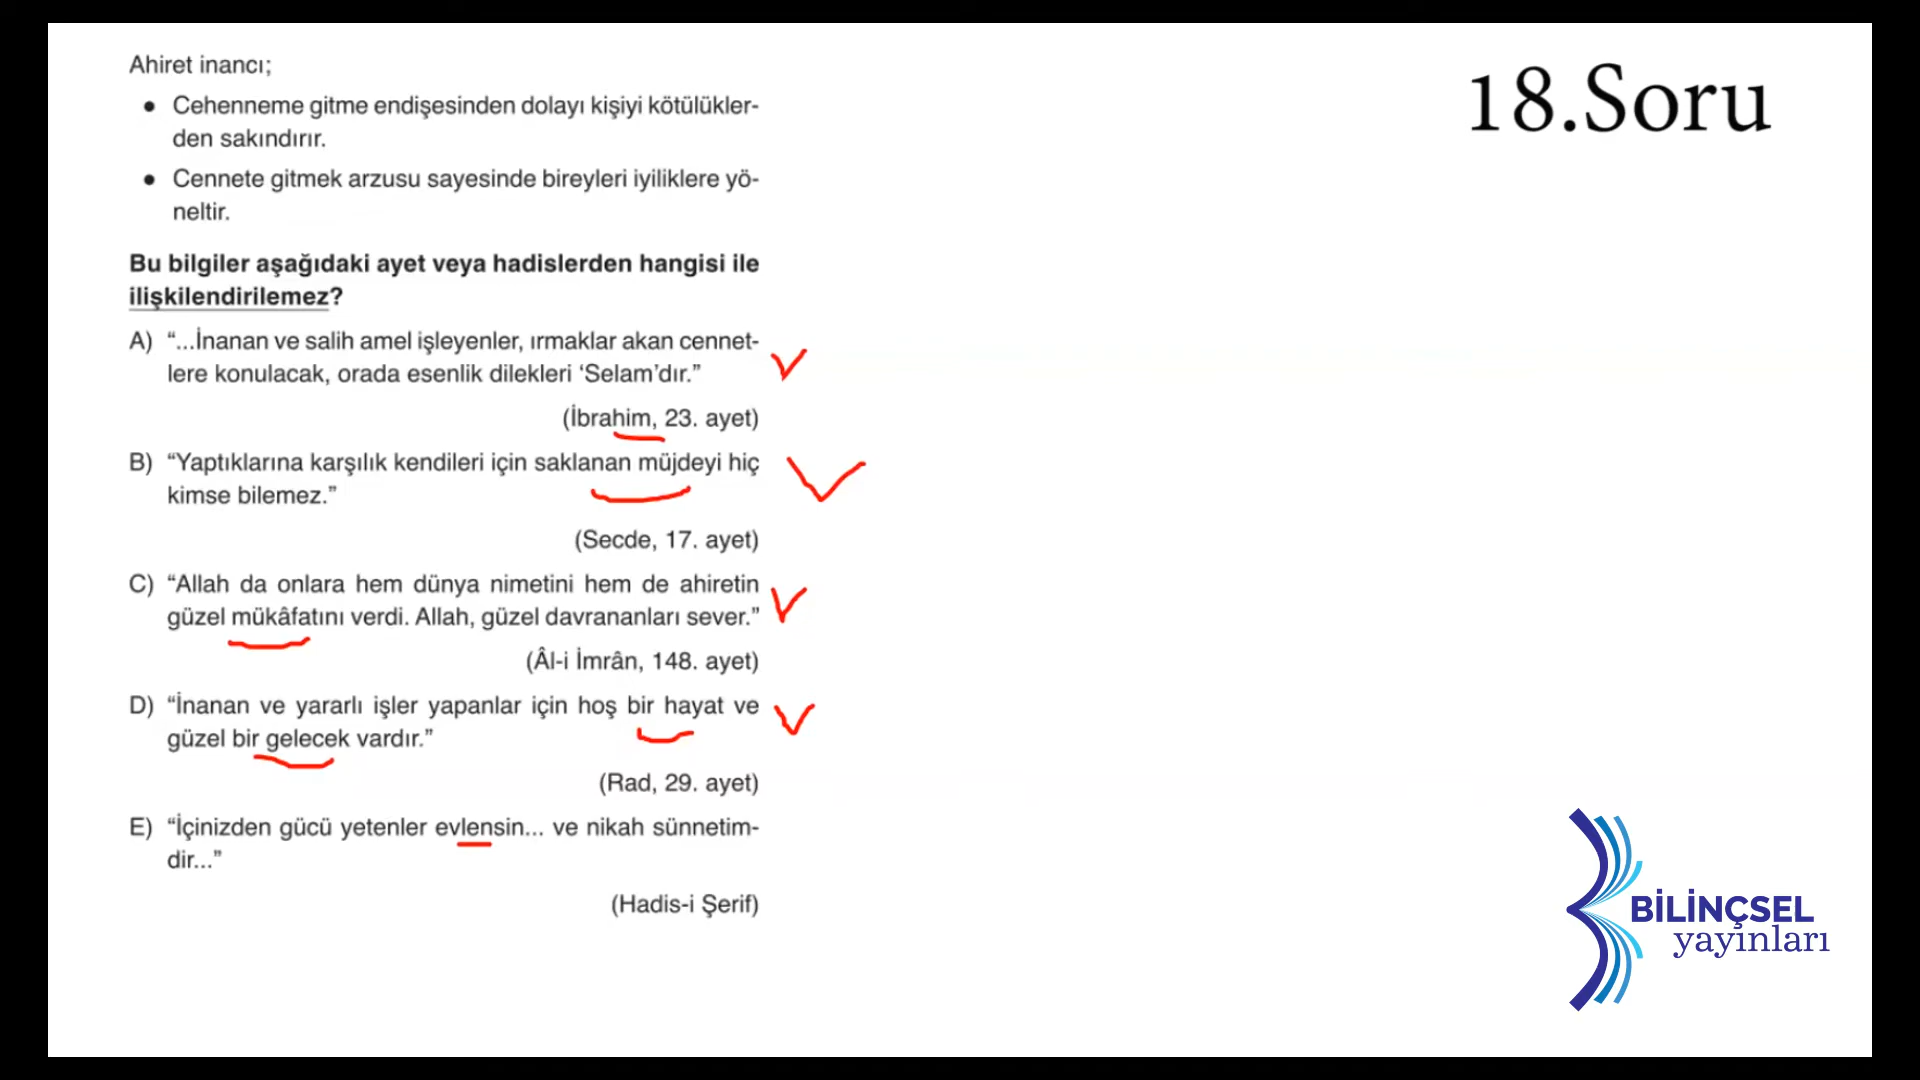 18.Soru
Ahiret inancı;
● Cehenneme gitme endişesinden dolayı kişiyi kötülükler-
den sakındırır.
● Cennete gitmek arzusu sayesinde bireyleri iyiliklere yö-
neltir.
Bu bilgiler aşağıdaki ayet veya hadislerden hangisi ile
ilişkilendirilemez?
A) “...İnanan ve salih amel işleyenler, ırmaklar akan cennet-
lere konulacak, orada esenlik dilekleri ‘Selam’dır.”
(İbrahim, 23. ayet)
B) “Yaptıklarına karşılık kendileri için saklanan müjdeyi hiç
kimse bilemez.”
(Secde, 17. ayet)
C) “Allah da onlara hem dünya nimetini hem de ahiretin
güzel mükâfatını verdi. Allah, güzel davrananları sever.”
(Âl-i İmrân, 148. ayet)
D) “İnanan ve yararlı işler yapanlar için hoş bir hayat ve
güzel bir gelecek vardır.”
(Rad, 29. ayet)
E) “İçinizden gücü yetenler evlensin... ve nikah sünnetim-
dir...”
(Hadis-i Şerif)
BİLİNÇSEL
yayınları